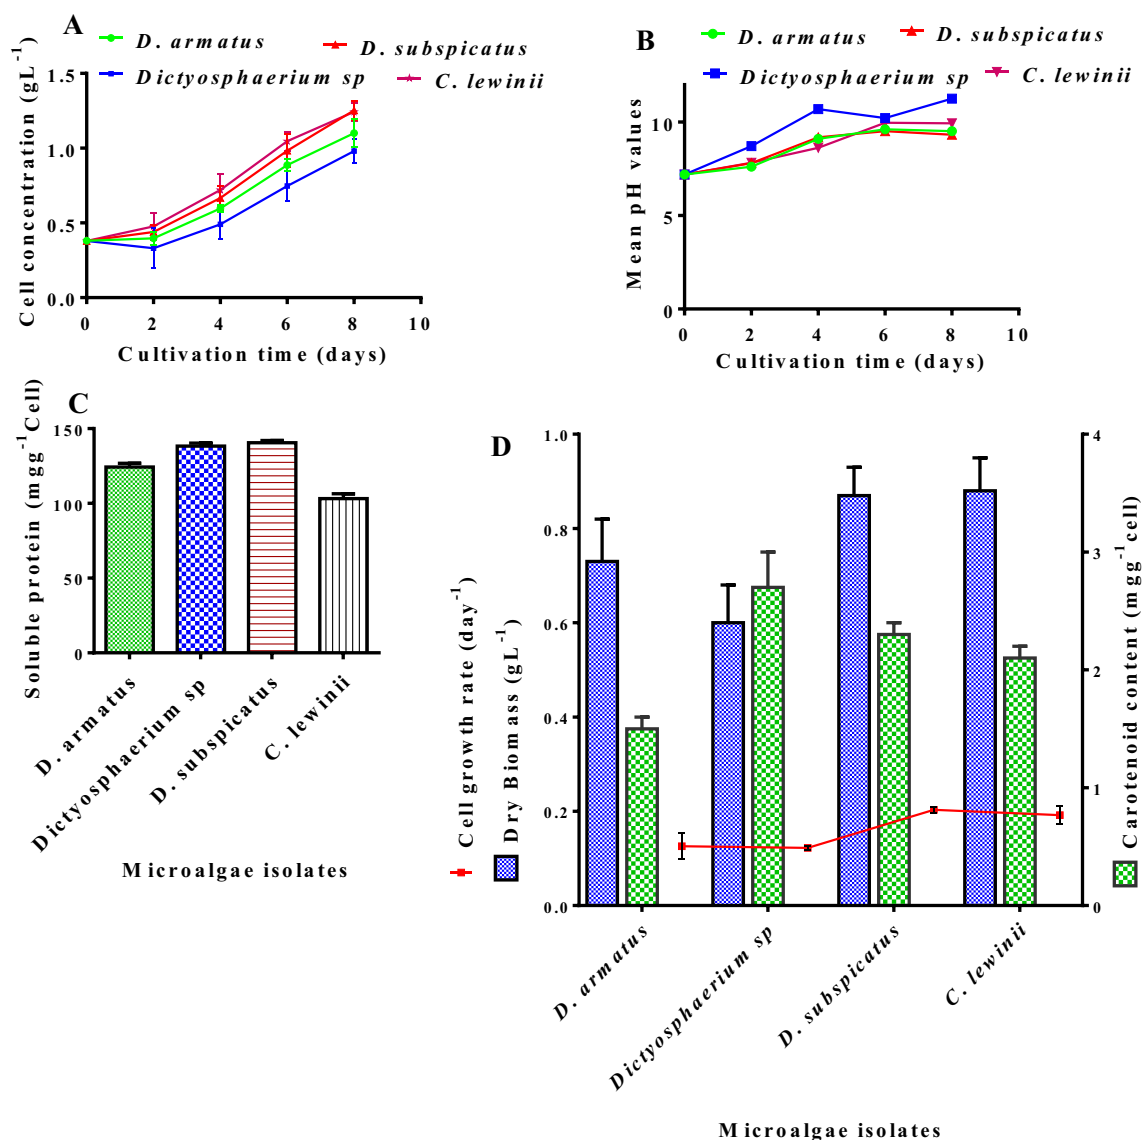 A
D. armatus
D. subspicatus
Dictyosphaerium sp
C. lewinii
Cell concentration (gL-1)
1.5
1.0
0.5
0.0
0 2 4 6 8 10
Cultivation time (days)
B
D. armatus
D. subspicatus
Dictyosphaerium sp
C. lewinii
Mean pH values
10
5
0
0 2 4 6 8 10
Cultivation time (days)
C
Soluble protein (mgg-1Cell)
150
100
50
0
D. armatus
Dictyosphaerium sp
D. subspicatus
C. lewinii
Microalgae isolates
D
Cell growth rate (day-1)
Dry Biomass (gL-1)
1.0
0.8
0.6
0.4
0.2
0.0
4
3
2
1
0
Carotenoid content (mgg-1cell)
D. armatus
Dictyosphaerium sp
D. subspicatus
C. lewinii
Microalgae isolates